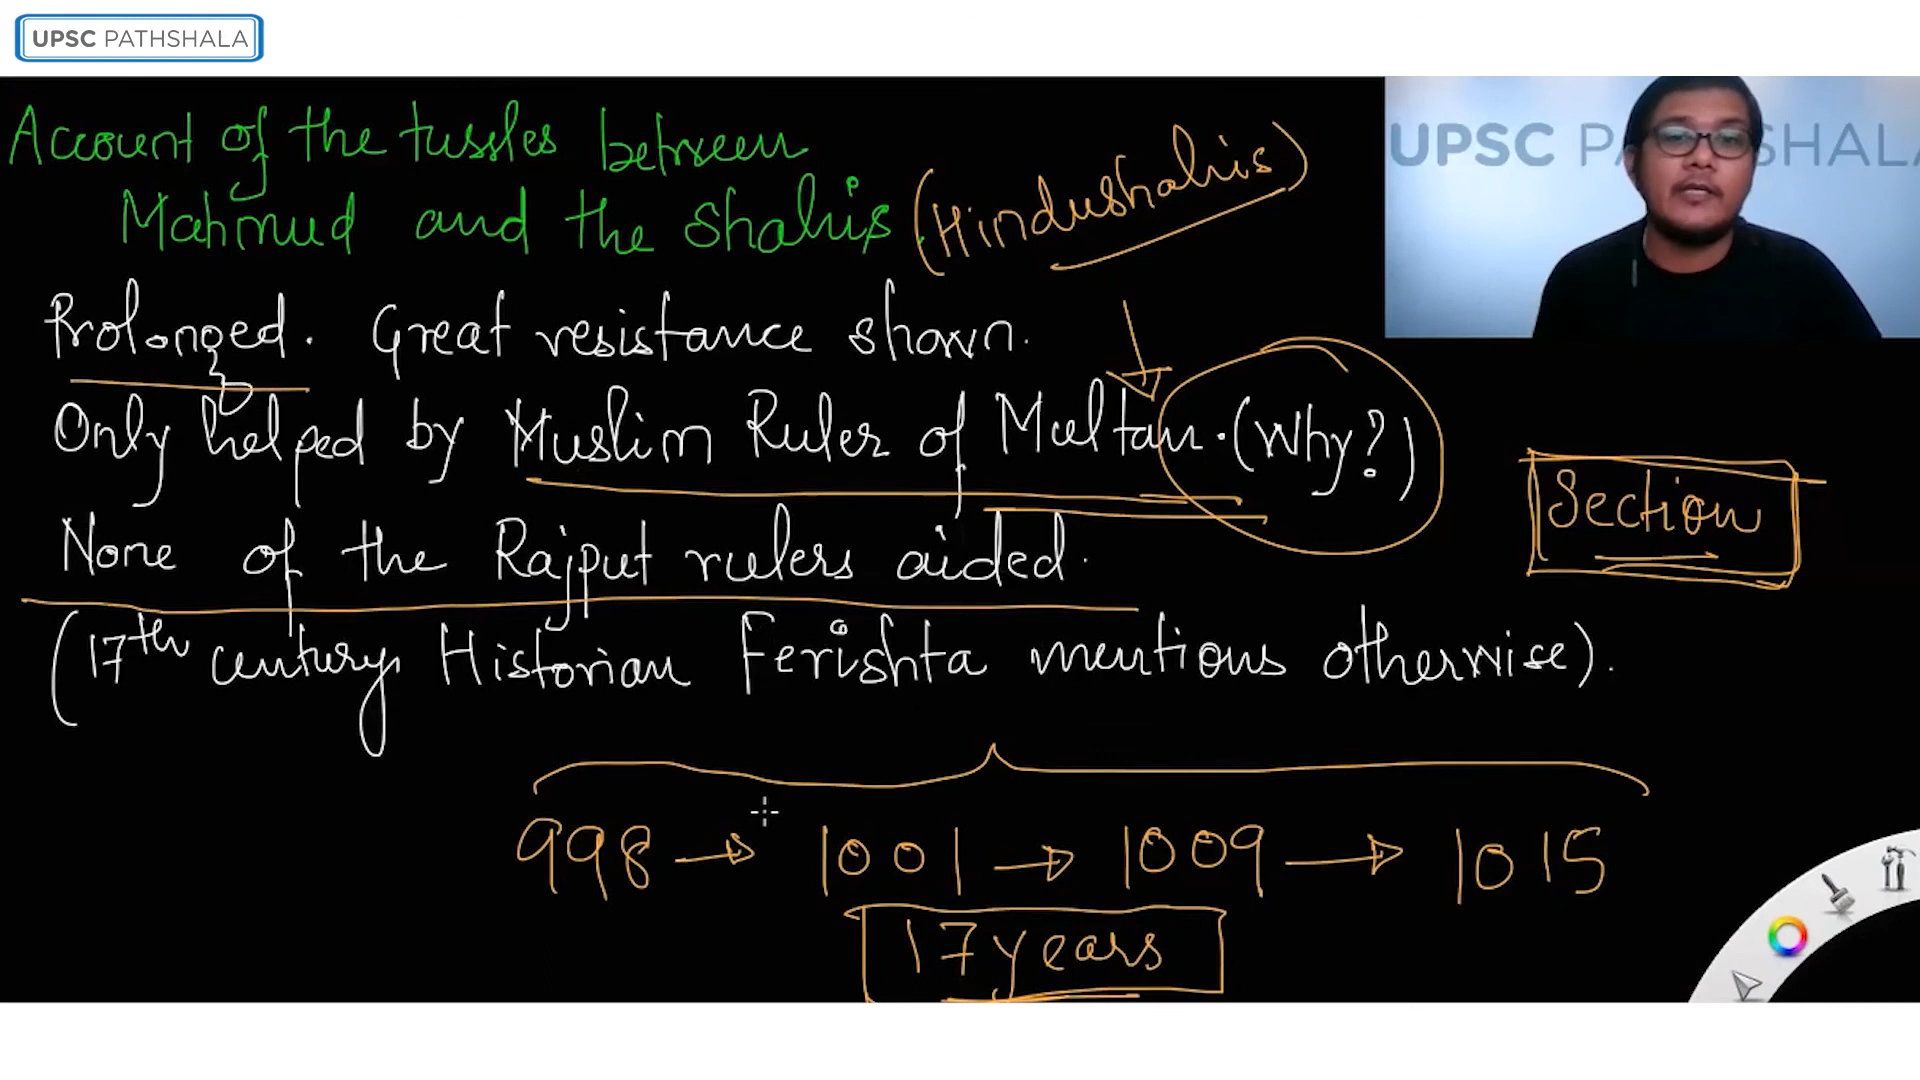 UPSC PATHSHALA
Account of the tussles between
Mahmud and the Shahis (Hindushahis)
UPSC PA SHAL
Prolonged. Great resistance shown.
Only helped by Muslim Ruler of Multan. (Why?)
Section
None of the Rajput rulers aided.
(17th century Historian Ferishta mentions otherwise).
998 → 1001 → 1009 → 1015
17 years